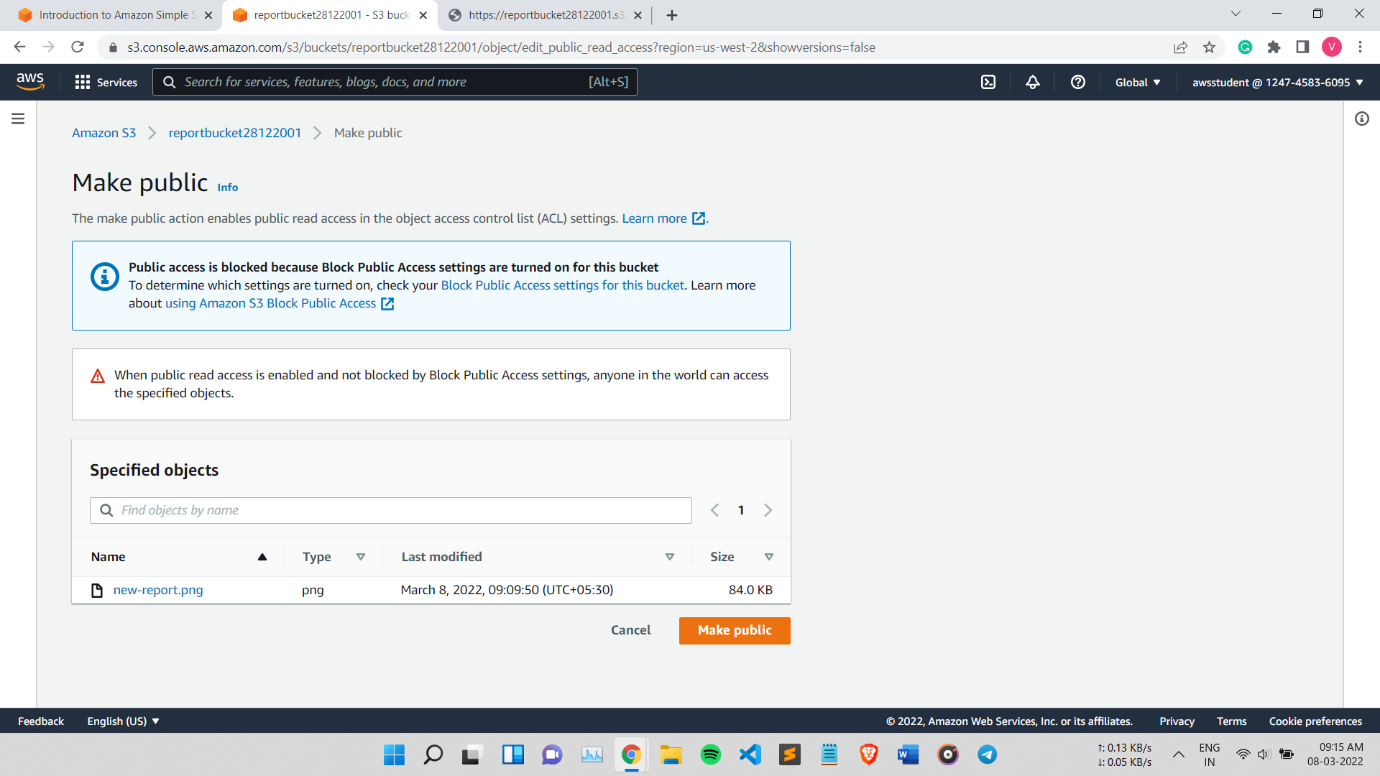 Introduction to Amazon Simple S
reportbucket28122001 - S3 buck
https://reportbucket28122001.s3.
s3.console.aws.amazon.com/s3/buckets/reportbucket28122001/object/edit_public_read_access?region=us-west-2&showversions=false
V
aws
Services
Search for services, features, blogs, docs, and more
[Alt+S]
Global
awsstudent @ 1247-4583-6095
Amazon S3
reportbucket28122001
Make public
Make public Info
The make public action enables public read access in the object access control list (ACL) settings. Learn more.
Public access is blocked because Block Public Access settings are turned on for this bucket
To determine which settings are turned on, check your Block Public Access settings for this bucket. Learn more
about using Amazon S3 Block Public Access
When public read access is enabled and not blocked by Block Public Access settings, anyone in the world can access
the specified objects.
Specified objects
Find objects by name
1
Name Type Last modified Size
new-report.png png March 8, 2022, 09:09:50 (UTC+05:30) 84.0 KB
Cancel Make public
Feedback English (US) © 2022, Amazon Web Services, Inc. or its affiliates. Privacy Terms Cookie preferences
↑: 0.13 KB/s
↓: 0.05 KB/s
ENG
IN
09:15 AM
08-03-2022